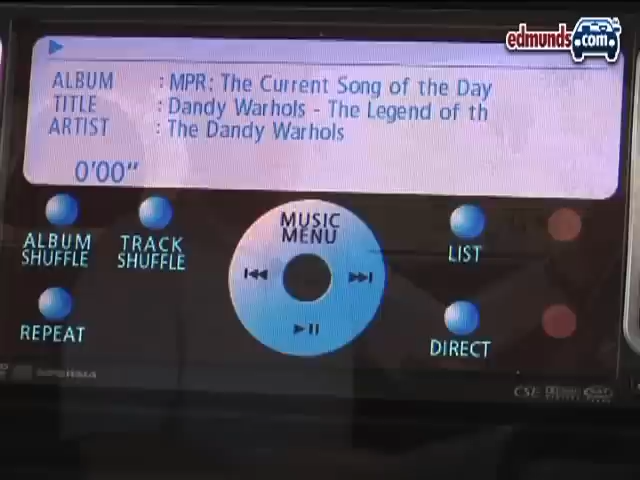 edmunds.com
ALBUM : MPR: The Current Song of the Day
TITLE : Dandy Warhols - The Legend of th
ARTIST : The Dandy Warhols
0'00"
MUSIC
MENU
ALBUM
SHUFFLE
TRACK
SHUFFLE
LIST
REPEAT
DIRECT